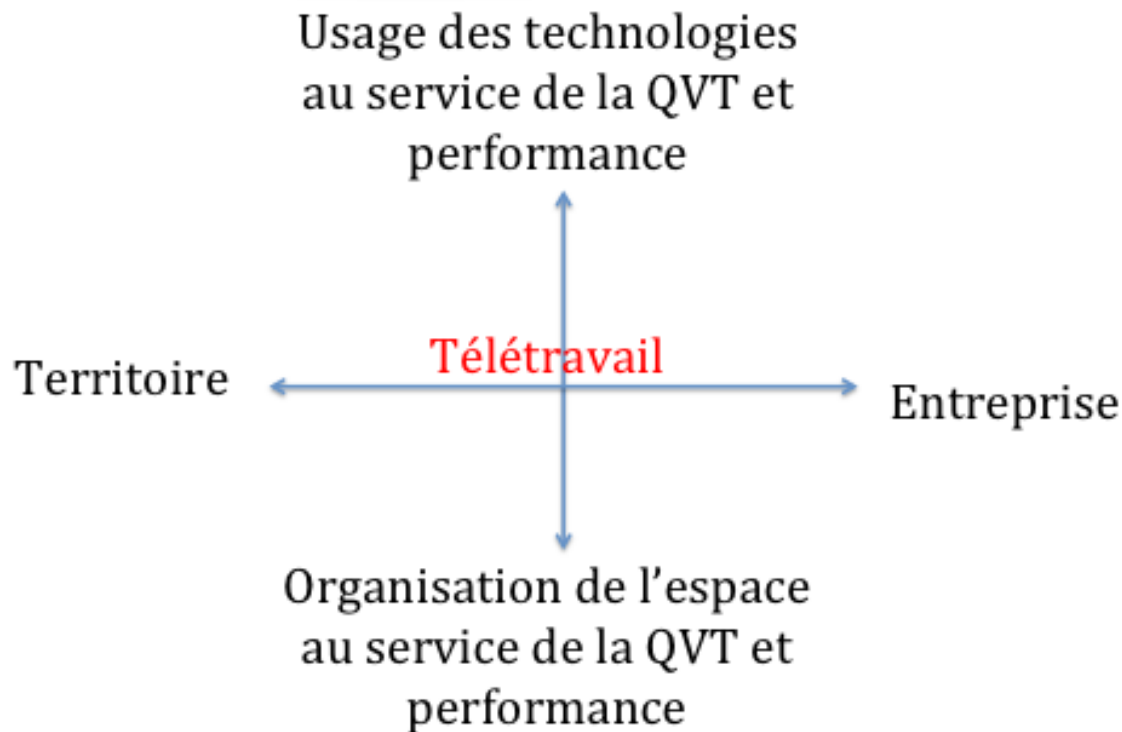 Usage des technologies
au service de la QVT et
performance
Télétravail
Territoire
Entreprise
Organisation de l’espace
au service de la QVT et
performance